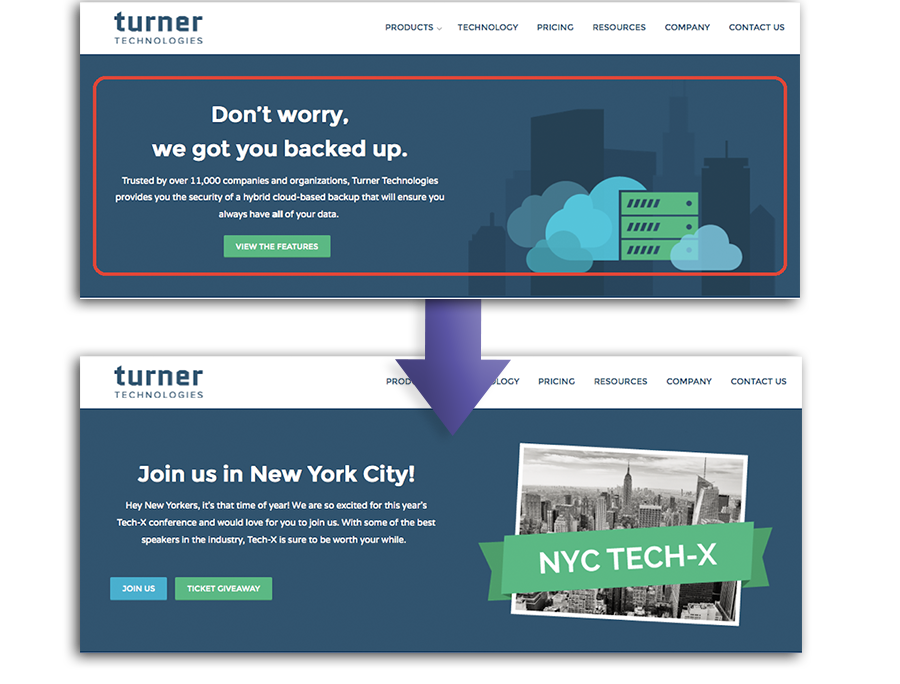 turner
TECHNOLOGIES
PRODUCTS TECHNOLOGY PRICING RESOURCES COMPANY CONTACT US
Don't worry,
we got you backed up.
Trusted by over 11,000 companies and organizations, Turner Technologies
provides you the security of a hybrid cloud-based backup that will ensure you
always have all of your data.
VIEW THE FEATURES
turner
TECHNOLOGIES
PRICING RESOURCES COMPANY CONTACT US
Join us in New York City!
Hey New Yorkers, it's that time of year! We are so excited for this year's
Tech-X conference and would love for you to join us. With some of the best
speakers in the industry, Tech-X is sure to be worth your while.
JOIN US TICKET GIVEAWAY
NYC TECH-X